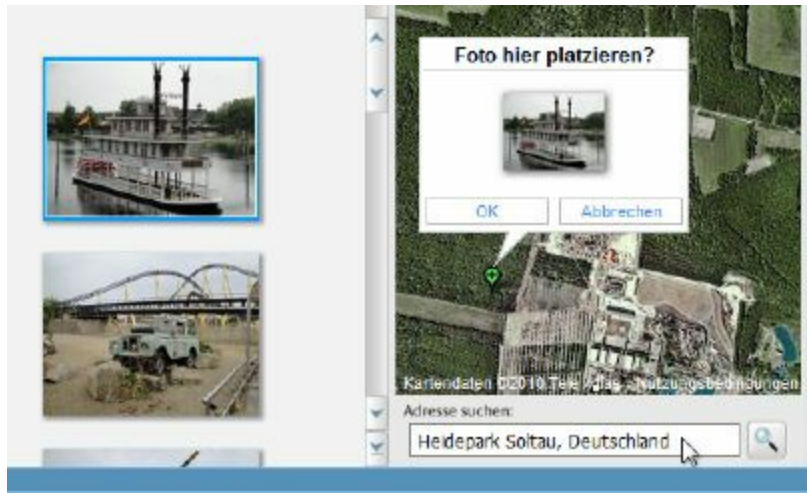 Foto hier platzieren?
OK Abbrechen
Kartendaten ©2010 Tele Atlas - Nutzungsbedingungen
Adresse suchen:
Heidepark Soltau, Deutschland